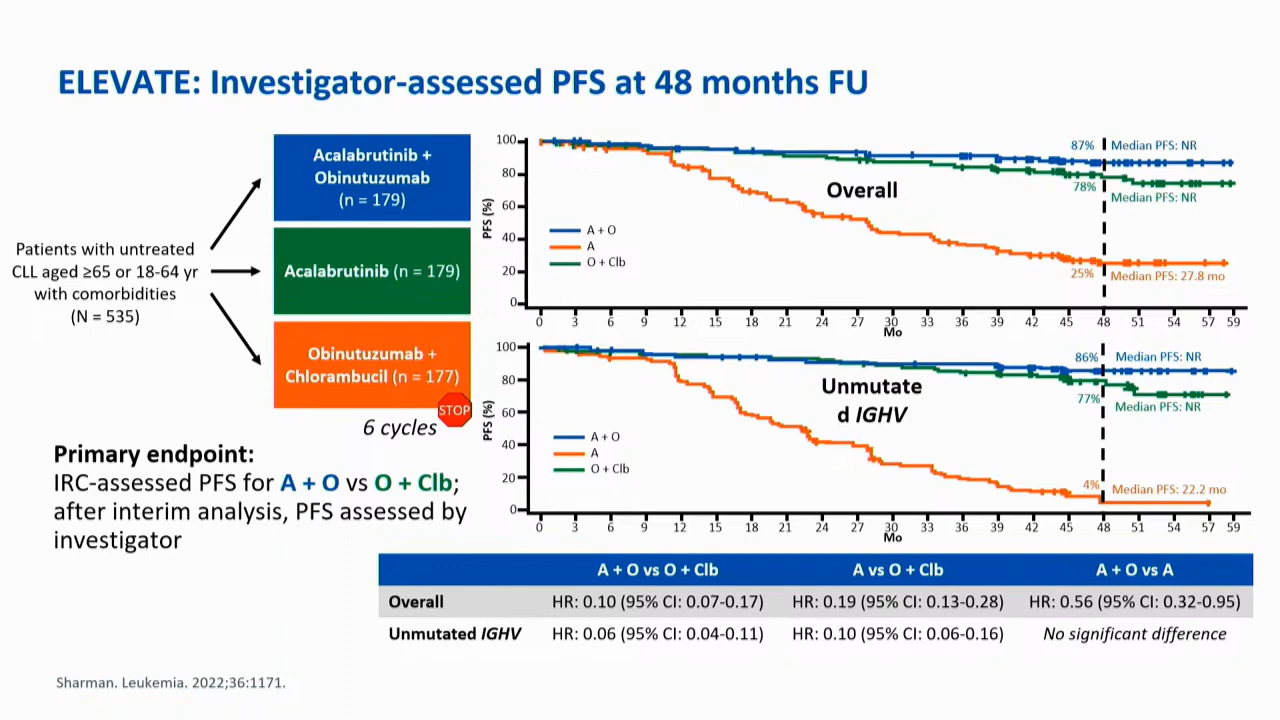 ELEVATE: Investigator-assessed PFS at 48 months FU
Patients with untreated
CLL aged ≥65 or 18-64 yr
with comorbidities
(N = 535)
Acalabrutinib +
Obinutuzumab
(n = 179)
Acalabrutinib (n = 179)
Obinutuzumab +
Chlorambucil (n = 177)
STOP
6 cycles
Primary endpoint:
IRC-assessed PFS for A + O vs O + Clb;
after interim analysis, PFS assessed by
investigator
PFS (%)
100
80
60
40
20
0
Overall
A + O
A
O + Clb
87%
Median PFS: NR
78%
Median PFS: NR
25%
Median PFS: 27.8 mo
0 3 6 9 12 15 18 21 24 27 30 33 36 39 42 45 48 51 54 57 59
Mo
PFS (%)
100
80
60
40
20
0
Unmutate
d IGHV
A + O
A
O + Clb
86%
Median PFS: NR
77%
Median PFS: NR
4%
Median PFS: 22.2 mo
0 3 6 9 12 15 18 21 24 27 30 33 36 39 42 45 48 51 54 57 59
Mo
A + O vs O + Clb A vs O + Clb A + O vs A
Overall HR: 0.10 (95% CI: 0.07-0.17) HR: 0.19 (95% CI: 0.13-0.28) HR: 0.56 (95% CI: 0.32-0.95)
Unmutated IGHV HR: 0.06 (95% CI: 0.04-0.11) HR: 0.10 (95% CI: 0.06-0.16) No significant difference
Sharman. Leukemia. 2022;36:1171.